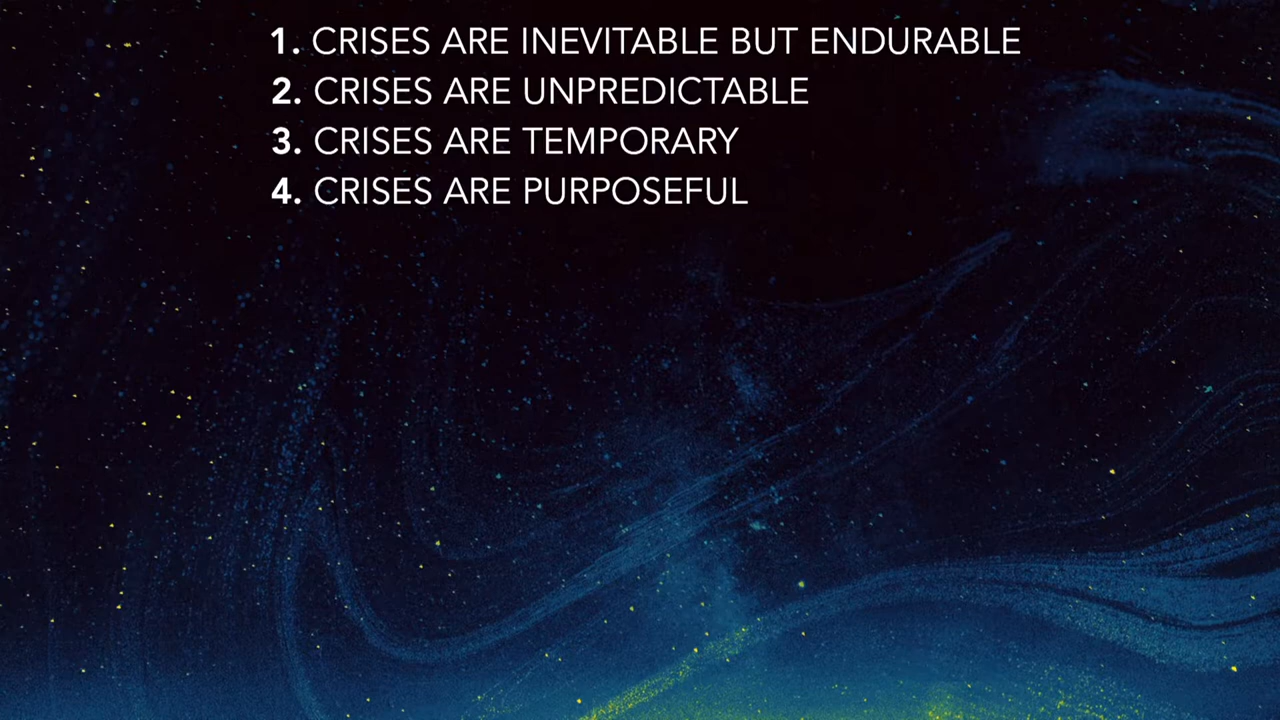 1. CRISES ARE INEVITABLE BUT ENDURABLE
2. CRISES ARE UNPREDICTABLE
3. CRISES ARE TEMPORARY
4. CRISES ARE PURPOSEFUL